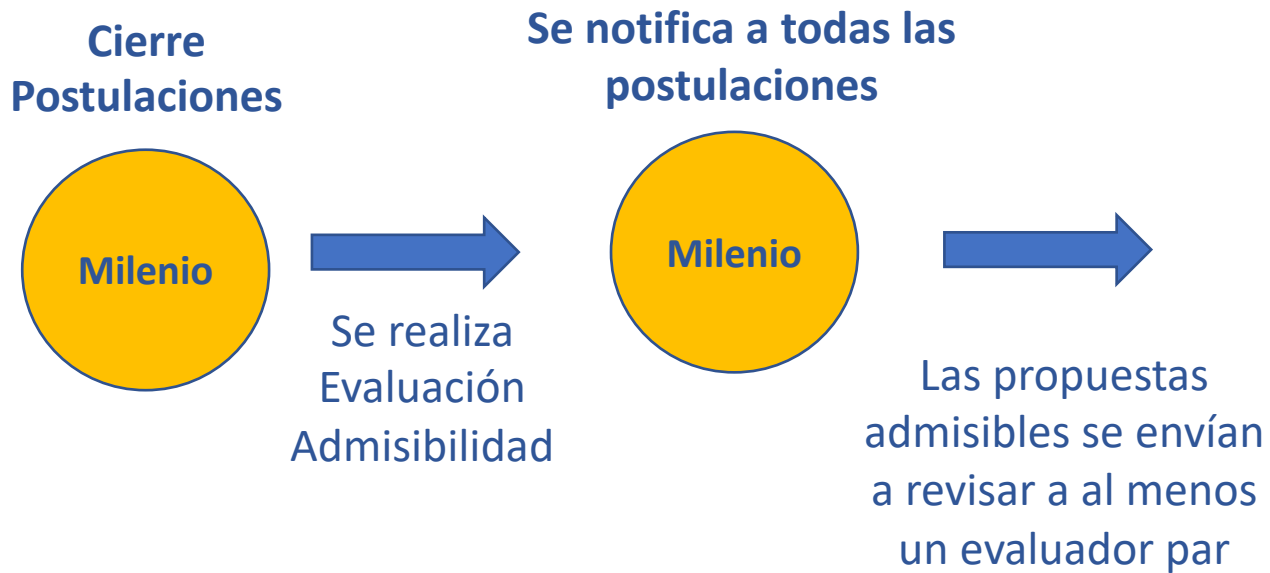 Cierre
Postulaciones
Milenio
Se realiza
Evaluación
Admisibilidad
Se notifica a todas las
postulaciones
Milenio
Las propuestas
admisibles se envían
a revisar a al menos
un evaluador par